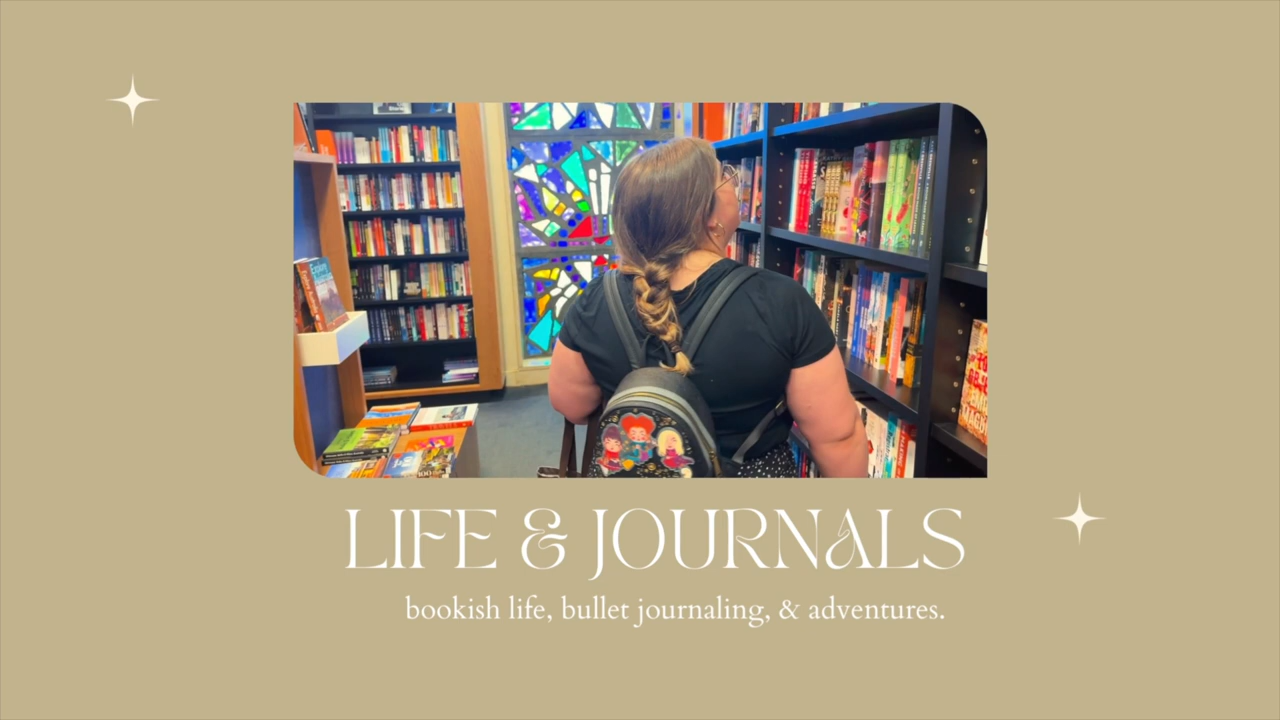 LIFE & JOURNALS
bookish life, bullet journaling, & adventures.